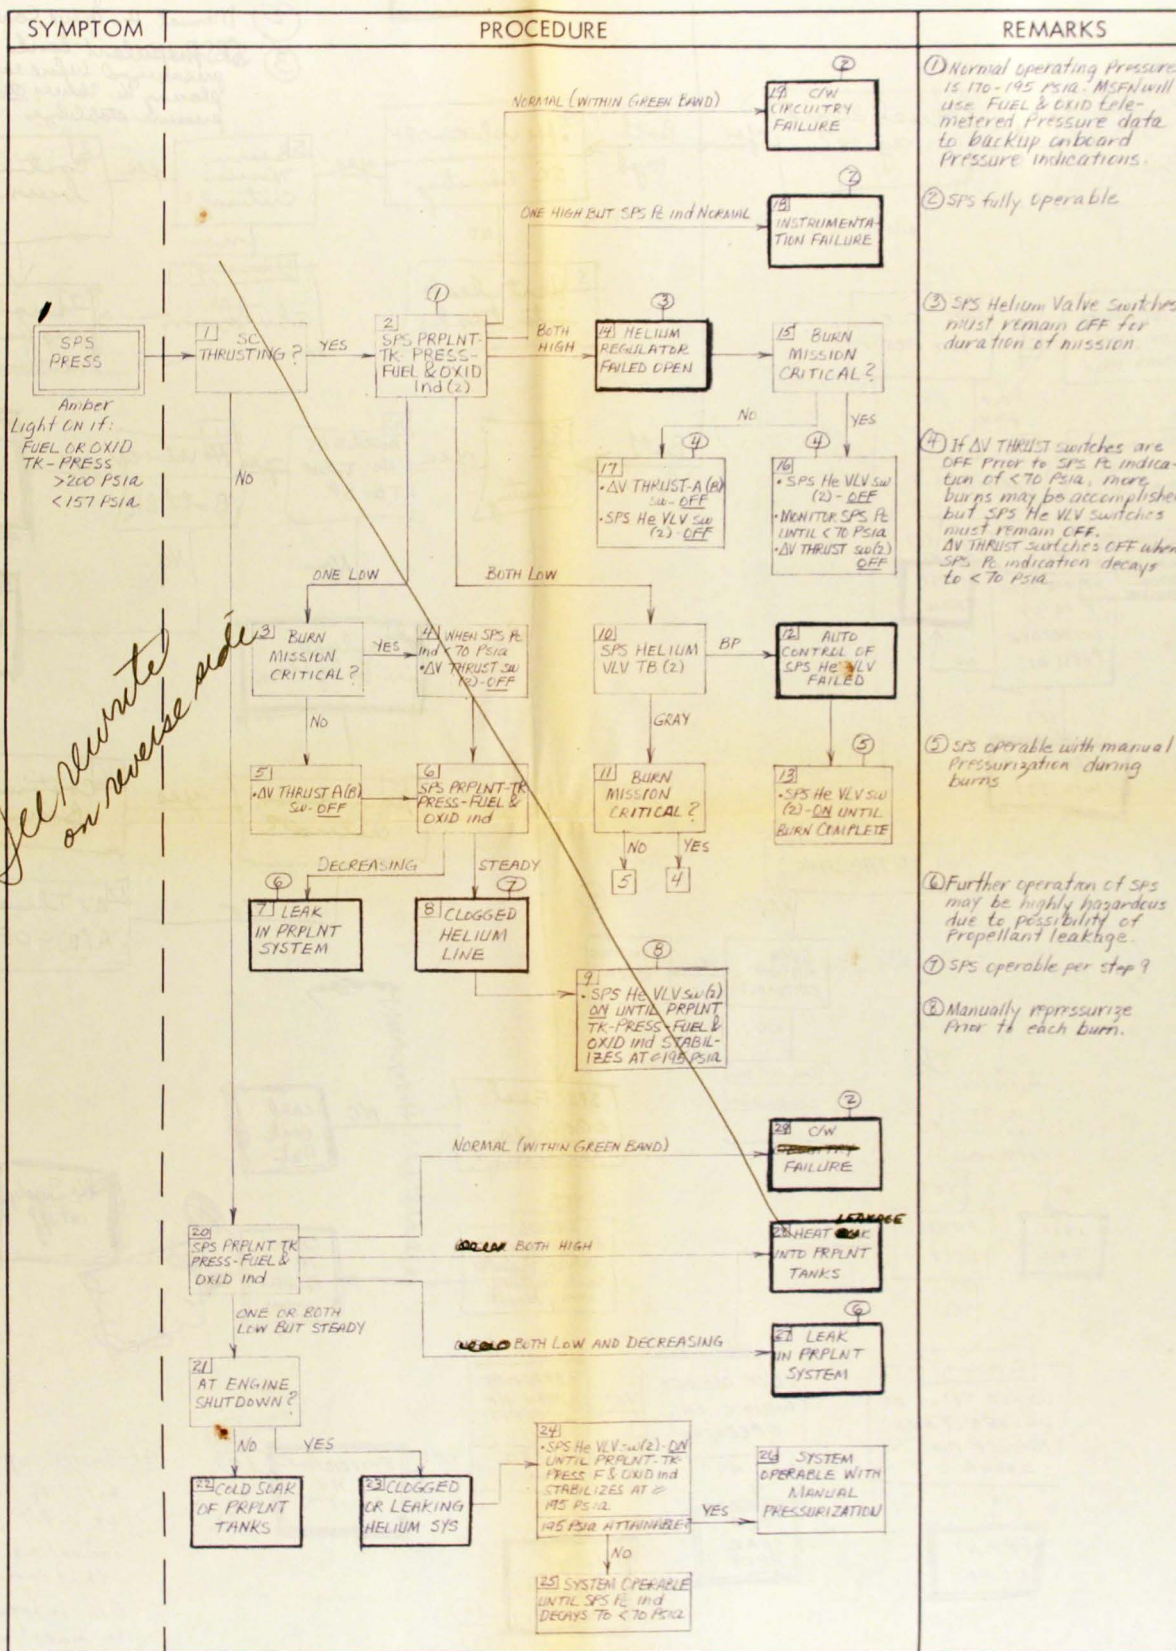 SYMPTOM
PROCEDURE
REMARKS
SPS
PRESS
Amber
Light ON if:
FUEL OR OXID
TK-PRESS
>200 PSIA
<157 PSIA
See rewrite
on reverse side
1 SC
THRUSTING?
YES
NO
①
2
SPS PRPLNT-
TK-PRESS-
FUEL & OXID
Ind (2)
NORMAL (WITHIN GREEN BAND)
②
19 C/W
CIRCUITRY
FAILURE
ONE HIGH BUT SPS Pc ind NORMAL
②
18
INSTRUMENTA-
TION FAILURE
BOTH
HIGH
③
14 HELIUM
REGULATOR
FAILED OPEN
15 BURN
MISSION
CRITICAL?
NO
YES
④
17
•ΔV THRUST-A(B)
SW-OFF
•SPS He VLV SW
(2)-OFF
④
16
•SPS He VLV SW
(2)-OFF
•MONITOR SPS Pc
UNTIL <70 PSIA
•ΔV THRUST SW(2)
OFF
ONE LOW
BOTH LOW
3 BURN
MISSION
CRITICAL?
YES
4 WHEN SPS Pc
Ind <70 PSIA
•ΔV THRUST SW
(2)-OFF
10
SPS HELIUM
VLV TB (2)
BP
12 AUTO
CONTROL OF
SPS He VLV
FAILED
NO
GRAY
5
•ΔV THRUST A(B)
SW-OFF
6
SPS PRPLNT-TK
PRESS-FUEL &
OXID ind
11 BURN
MISSION
CRITICAL?
⑤
13
•SPS He VLV SW
(2)-ON UNTIL
BURN COMPLETE
NO
YES
5
4
DECREASING
STEADY
⑥
7 LEAK
IN PRPLNT
SYSTEM
⑦
8 CLOGGED
HELIUM
LINE
⑧
9
•SPS He VLV SW(2)
ON UNTIL PRPLNT
TK-PRESS-FUEL &
OXID ind STABIL-
IZES AT ≈195 PSIA
NORMAL (WITHIN GREEN BAND)
②
29 C/W
CIRCUITRY
FAILURE
20
SPS PRPLNT TK
PRESS-FUEL &
OXID ind
BOTH HIGH
28 HEAT LEAKAGE
INTO PRPLNT
TANKS
BOTH LOW AND DECREASING
⑥
27 LEAK
IN PRPLNT
SYSTEM
ONE OR BOTH
LOW BUT STEADY
21
AT ENGINE
SHUTDOWN?
NO
YES
22 COLD SOAK
OF PRPLNT
TANKS
23 CLOGGED
OR LEAKING
HELIUM SYS
24
•SPS He VLV SW(2)-ON
UNTIL PRPLNT-TK-
PRESS F & OXID ind
STABILIZES AT ≈
195 PSIA
195 PSIA ATTAINABLE?
YES
26 SYSTEM
OPERABLE WITH
MANUAL
PRESSURIZATION
NO
25 SYSTEM OPERABLE
UNTIL SPS Pc ind
DECAYS TO <70 PSIA
① Normal operating Pressure
is 170-195 PSIA. MSFN will
use FUEL & OXID tele-
metered Pressure data
to backup onboard
Pressure indications.
② SPS fully operable
③ SPS Helium Valve Switches
must remain OFF for
duration of mission
④ If ΔV THRUST switches are
OFF Prior to SPS Pc indica-
tion of <70 PSIA, more
burns may be accomplished
but SPS He VLV switches
must remain OFF.
ΔV THRUST switches OFF when
SPS Pc indication decays
to <70 PSIA
⑤ SPS operable with manual
Pressurization during
burns
⑥ Further operation of SPS
may be highly hazardous
due to possibility of
Propellant leakage.
⑦ SPS operable per step 9
⑧ Manually repressurize
Prior to each burn.